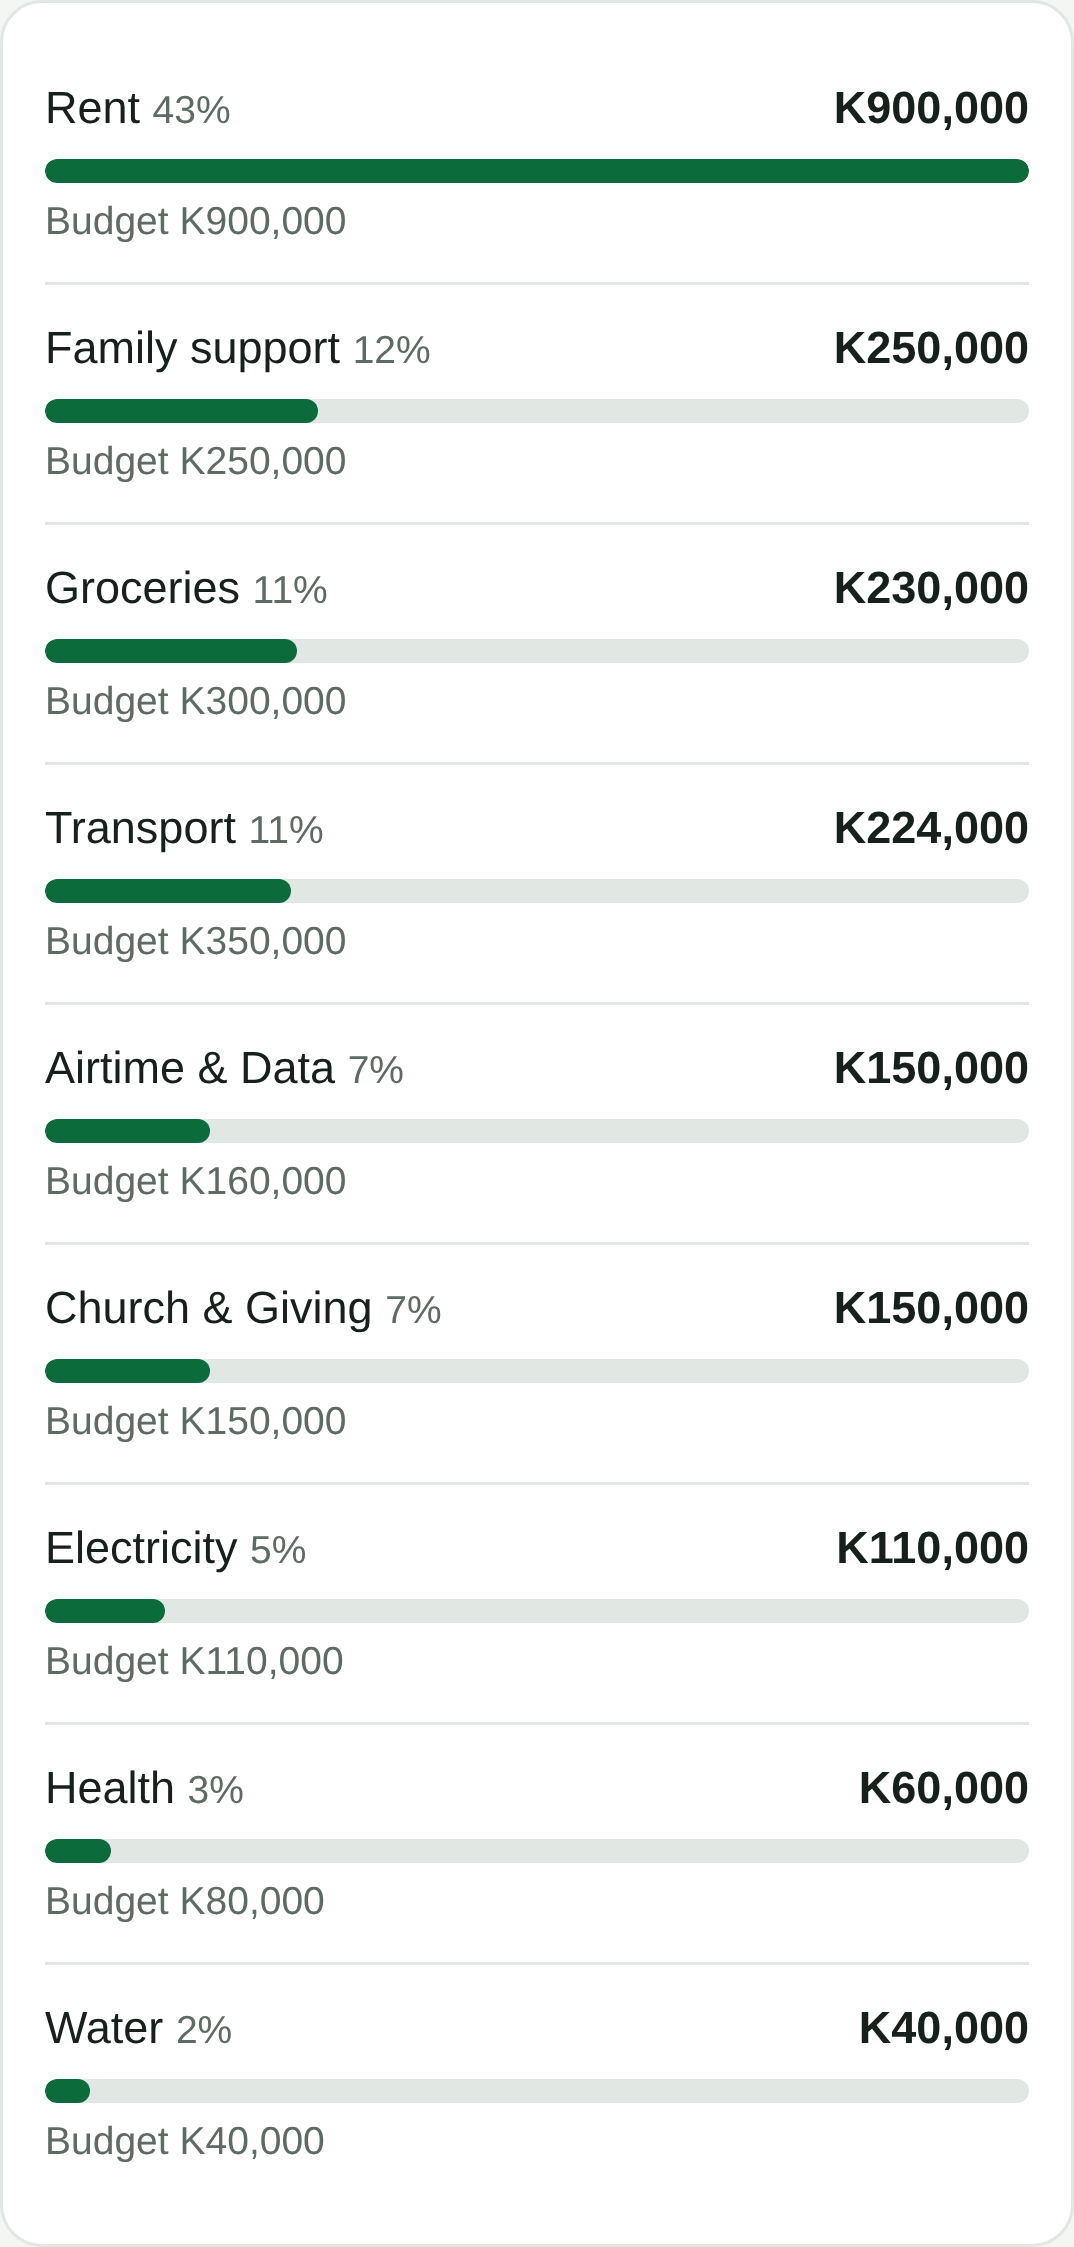 Rent 43% K900,000
Budget K900,000
Family support 12% K250,000
Budget K250,000
Groceries 11% K230,000
Budget K300,000
Transport 11% K224,000
Budget K350,000
Airtime & Data 7% K150,000
Budget K160,000
Church & Giving 7% K150,000
Budget K150,000
Electricity 5% K110,000
Budget K110,000
Health 3% K60,000
Budget K80,000
Water 2% K40,000
Budget K40,000